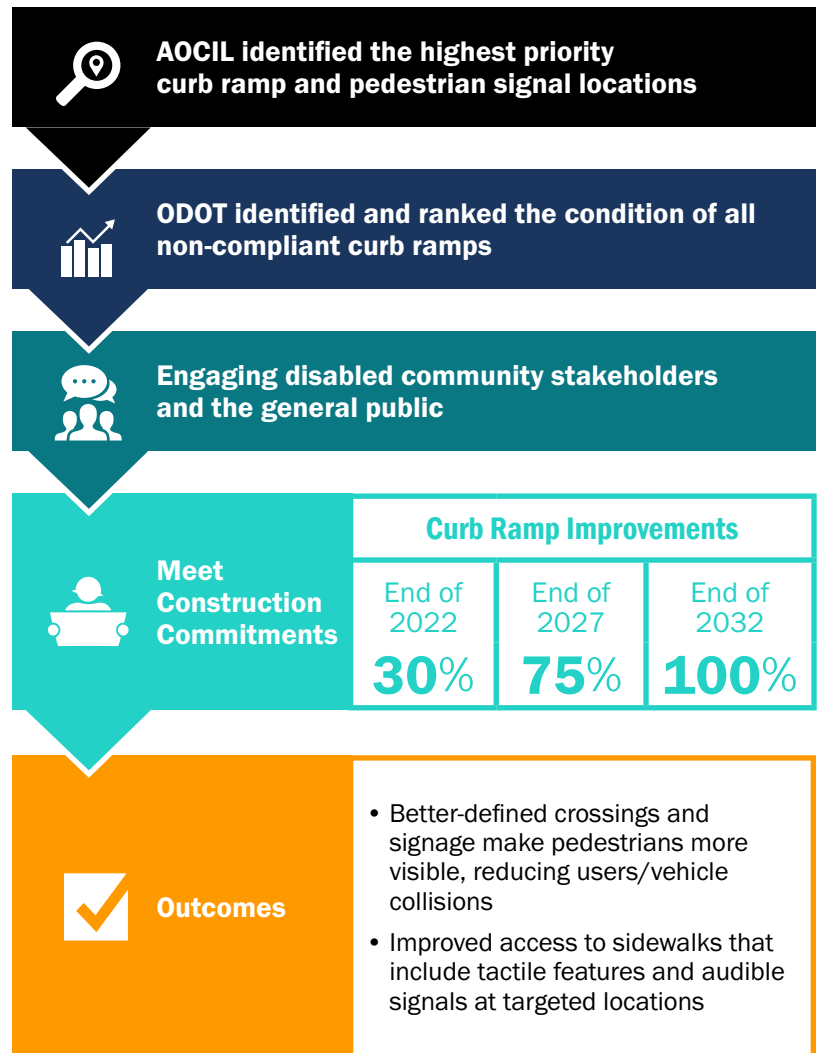 AOCIL identified the highest priority
curb ramp and pedestrian signal locations
ODOT identified and ranked the condition of all
non-compliant curb ramps
Engaging disabled community stakeholders
and the general public
Meet
Construction
Commitments
Curb Ramp Improvements
End of
2022
30%
End of
2027
75%
End of
2032
100%
Outcomes
• Better-defined crossings and
signage make pedestrians more
visible, reducing users/vehicle
collisions
• Improved access to sidewalks that
include tactile features and audible
signals at targeted locations